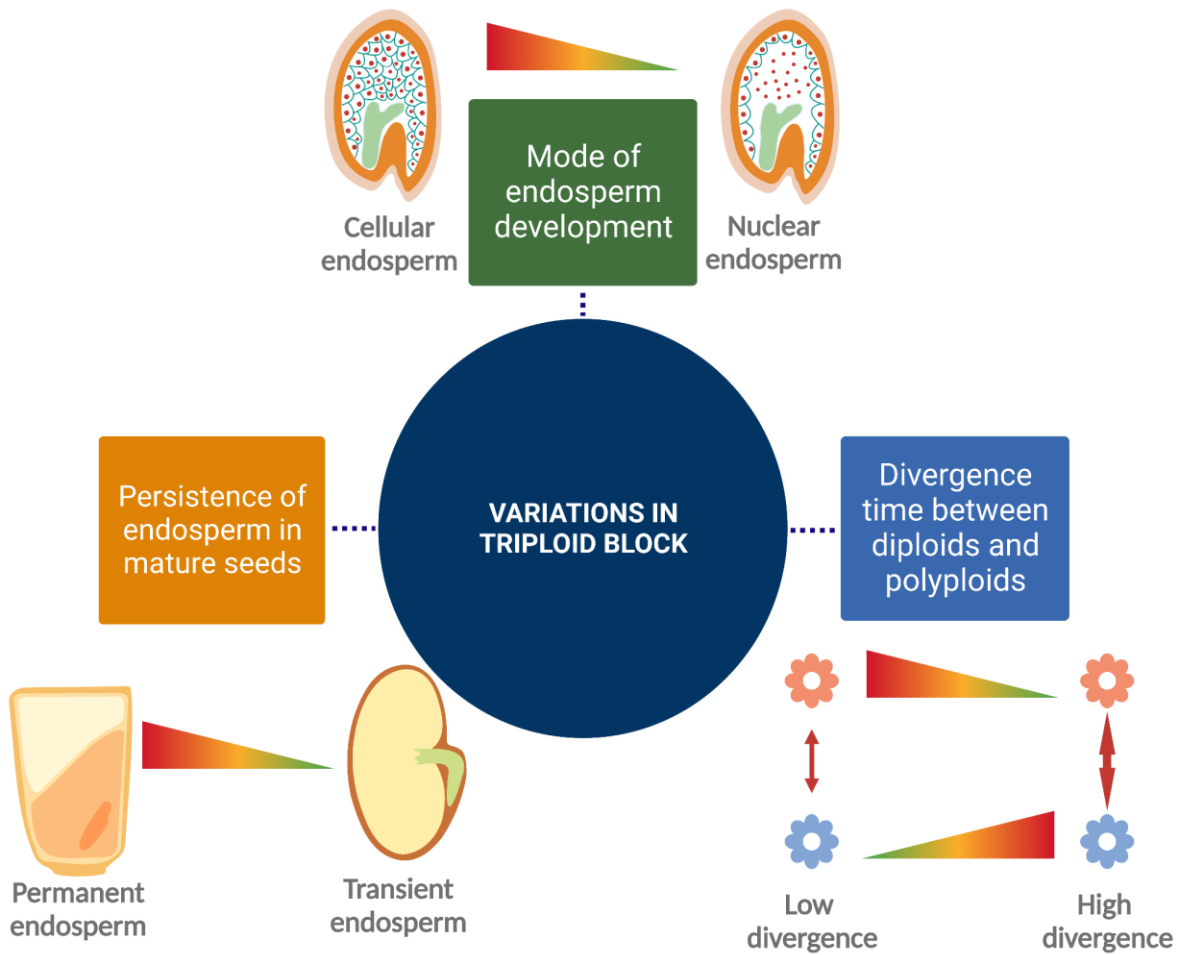 Mode of
endosperm
development
Cellular
endosperm
Nuclear
endosperm
Persistence of
endosperm in
mature seeds
VARIATIONS IN
TRIPLOID BLOCK
Divergence
time between
diploids and
polyploids
Permanent
endosperm
Transient
endosperm
Low
divergence
High
divergence